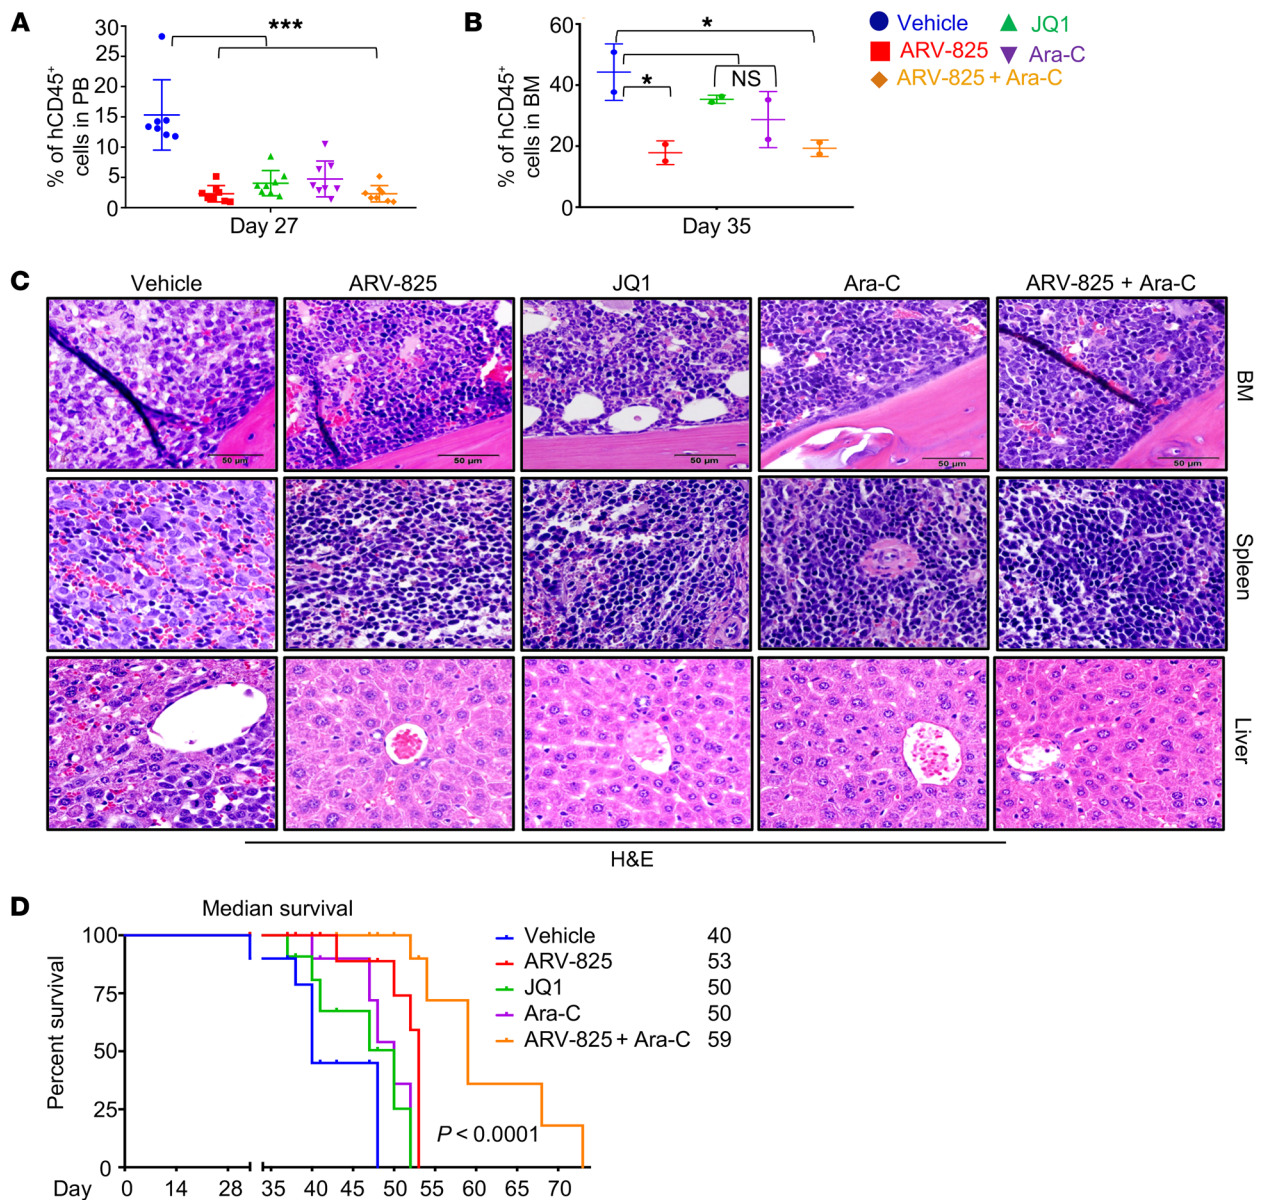 A
% of hCD45+
cells in PB
30
25
20
15
10
5
0
***
Day 27
B
% of hCD45+
cells in BM
60
40
20
0
*
*
NS
Day 35
Vehicle
JQ1
ARV-825
Ara-C
ARV-825 + Ara-C
C
Vehicle
ARV-825
JQ1
Ara-C
ARV-825 + Ara-C
50 µm
50 µm
50 µm
50 µm
50 µm
BM
Spleen
Liver
H&E
D
Median survival
Percent survival
100
75
50
25
0
Vehicle 40
ARV-825 53
JQ1 50
Ara-C 50
ARV-825 + Ara-C 59
P < 0.0001
Day 0 14 28 35 40 45 50 55 60 65 70